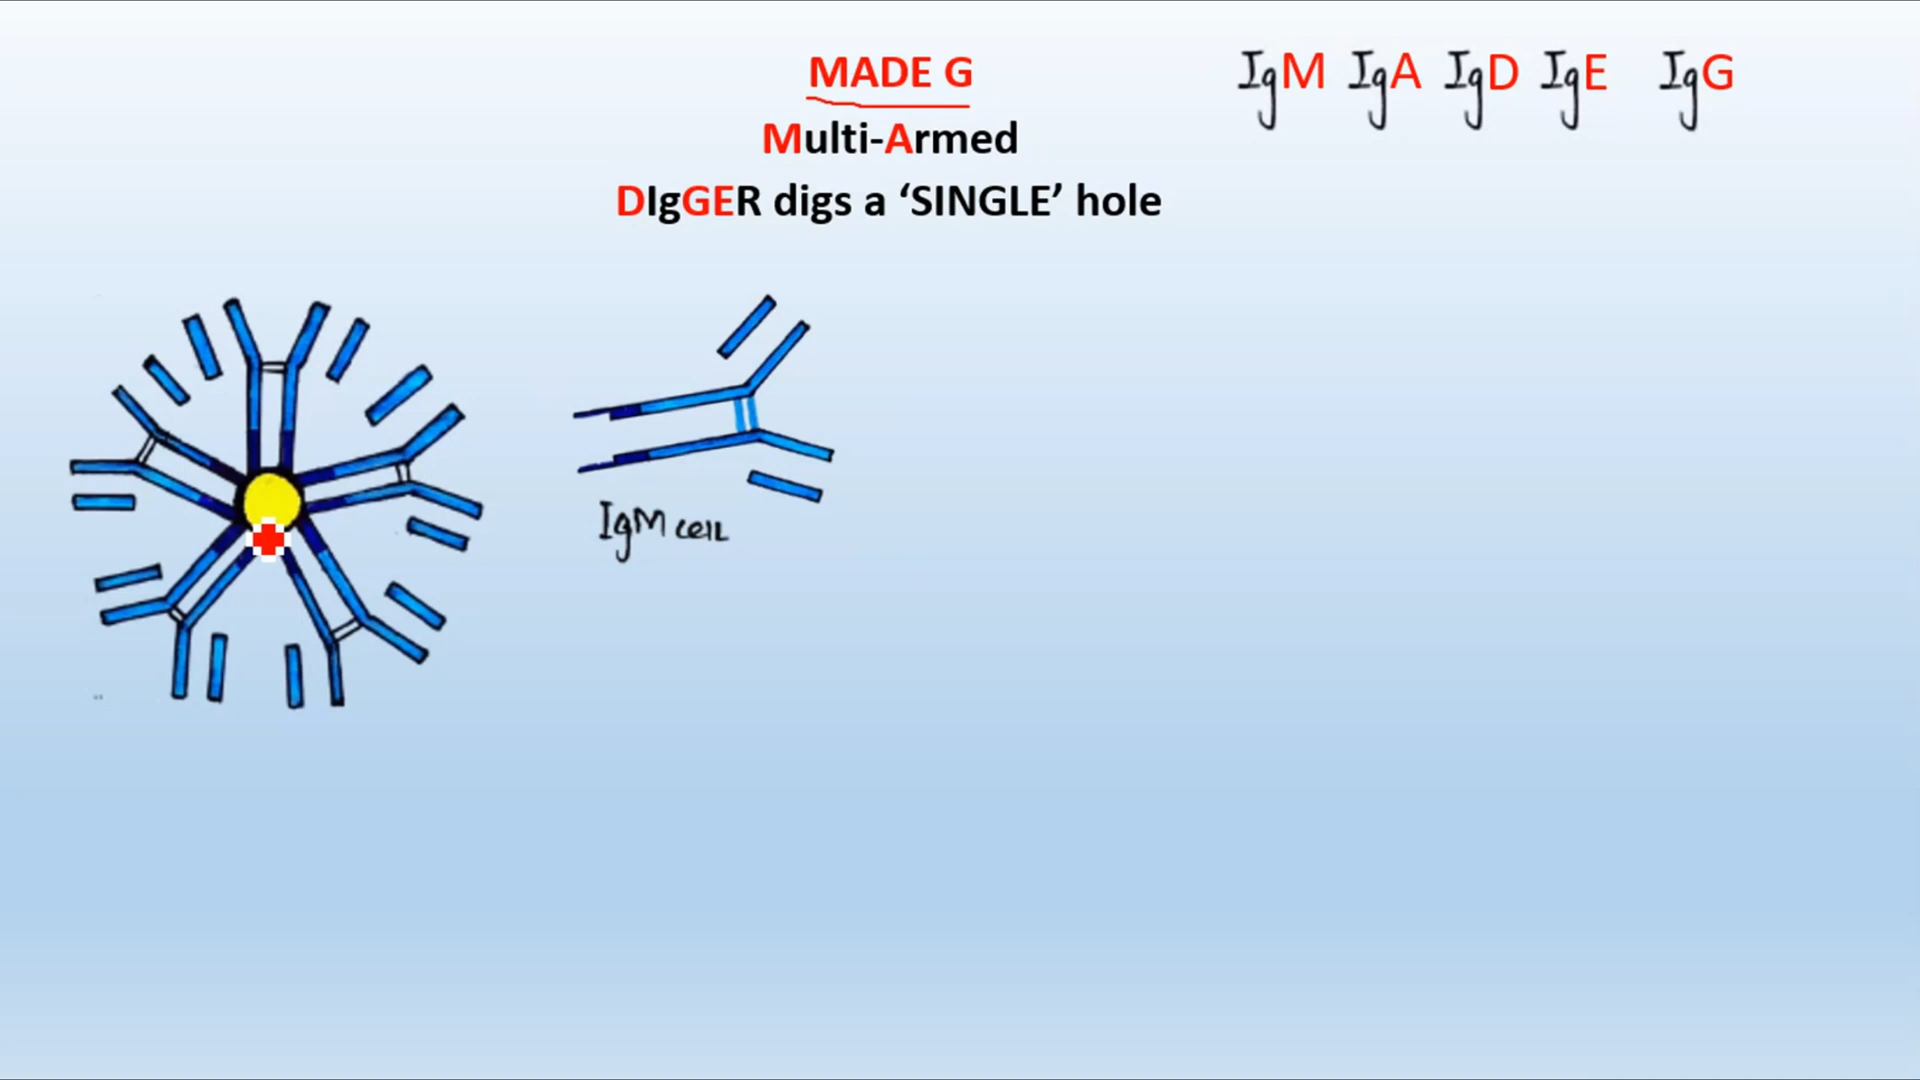 MADE G
Multi-Armed
DIgGER digs a ‘SINGLE’ hole
IgM IgA IgD IgE IgG
IgM cell